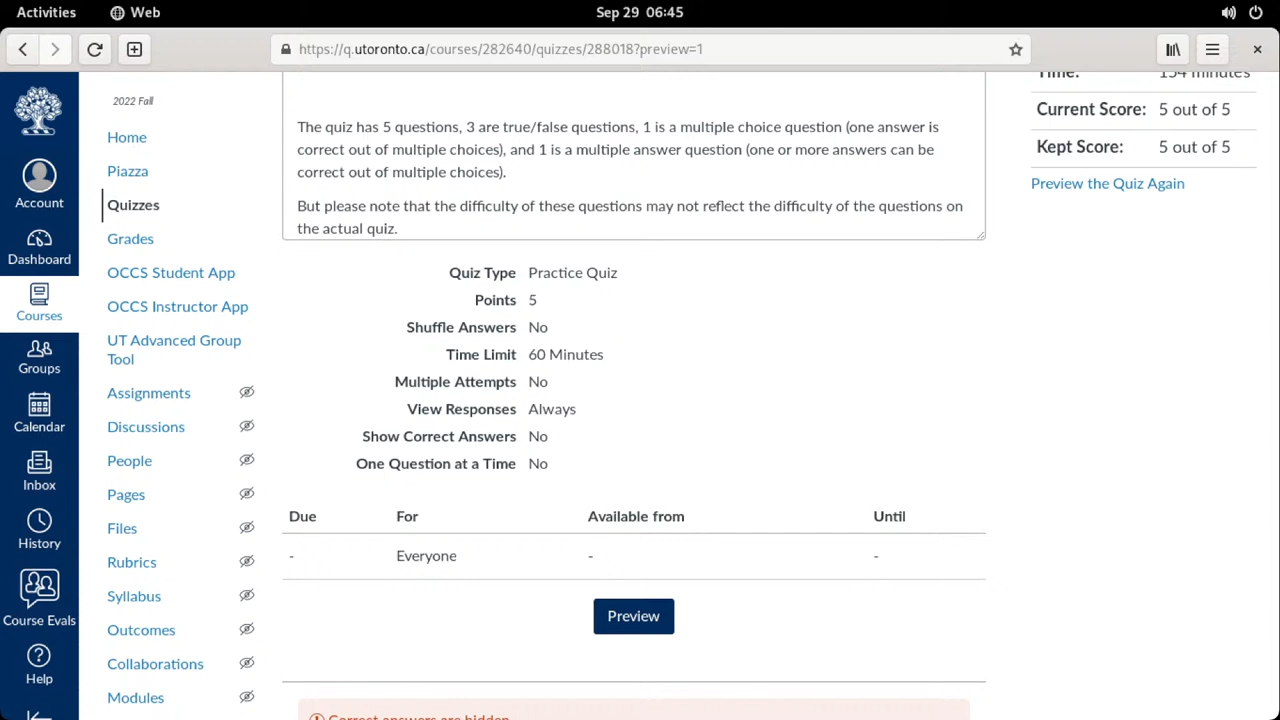 Activities
Web
Sep 29 06:45
https://q.utoronto.ca/courses/282640/quizzes/288018?preview=1
Account
Dashboard
Courses
Groups
Calendar
Inbox
History
Course Evals
Help
2022 Fall
Home
Piazza
Quizzes
Grades
OCCS Student App
OCCS Instructor App
UT Advanced Group
Tool
Assignments
Discussions
People
Pages
Files
Rubrics
Syllabus
Outcomes
Collaborations
Modules
The quiz has 5 questions, 3 are true/false questions, 1 is a multiple choice question (one answer is
correct out of multiple choices), and 1 is a multiple answer question (one or more answers can be
correct out of multiple choices).
But please note that the difficulty of these questions may not reflect the difficulty of the questions on
the actual quiz.
Quiz Type Practice Quiz
Points 5
Shuffle Answers No
Time Limit 60 Minutes
Multiple Attempts No
View Responses Always
Show Correct Answers No
One Question at a Time No
Due For Available from Until
- Everyone - -
Preview
Correct answers are hidden.
Time: 154 minutes
Current Score: 5 out of 5
Kept Score: 5 out of 5
Preview the Quiz Again